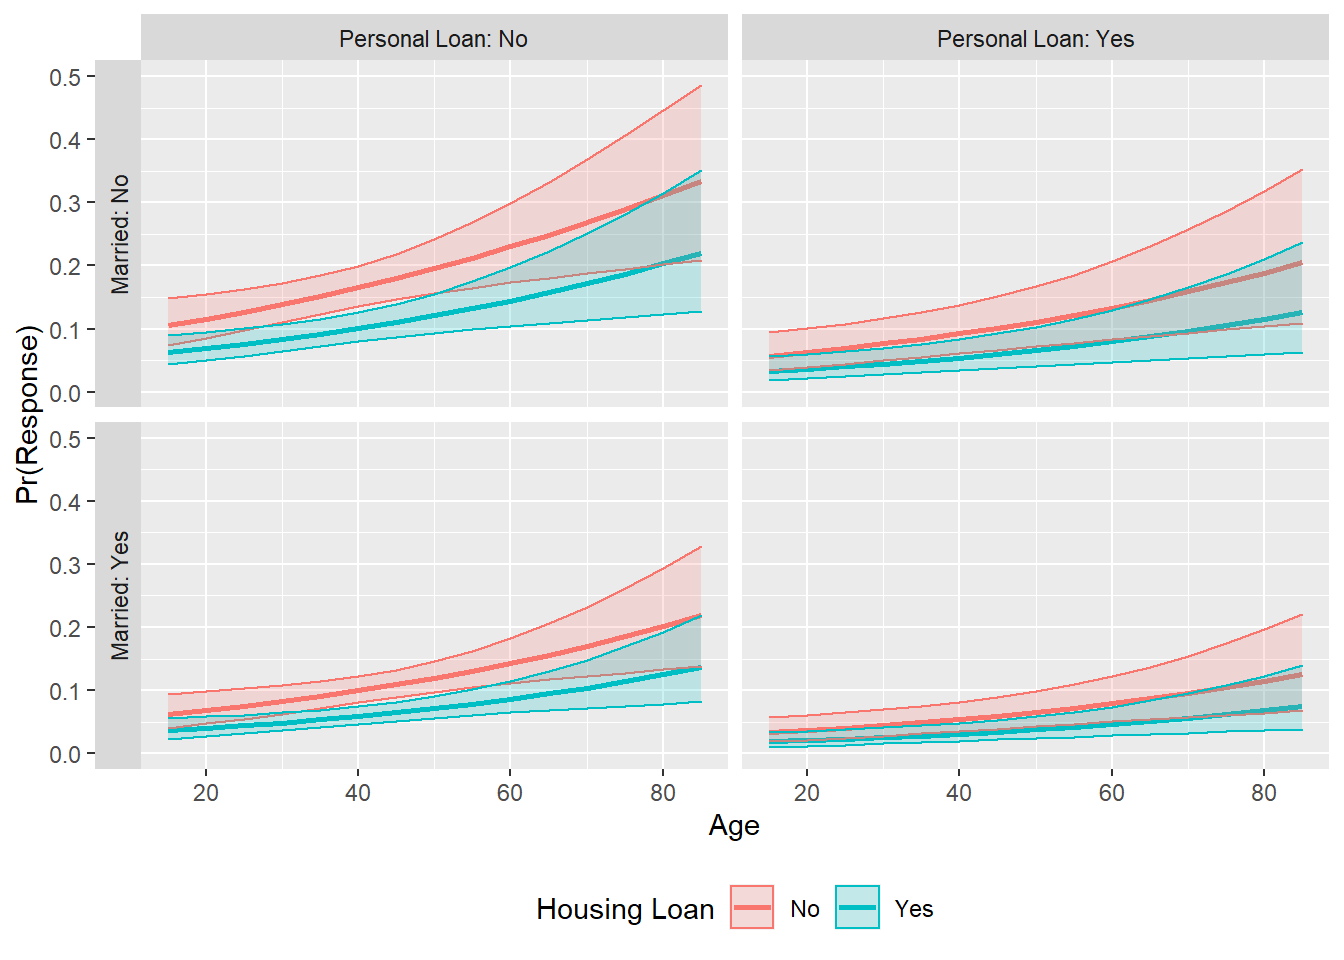 Personal Loan: No
Personal Loan: Yes
Married: No
0.5
0.4
0.3
0.2
0.1
0.0
Pr(Response)
Married: Yes
0.5
0.4
0.3
0.2
0.1
0.0
20 40 60 80
20 40 60 80
Age
Housing Loan No Yes